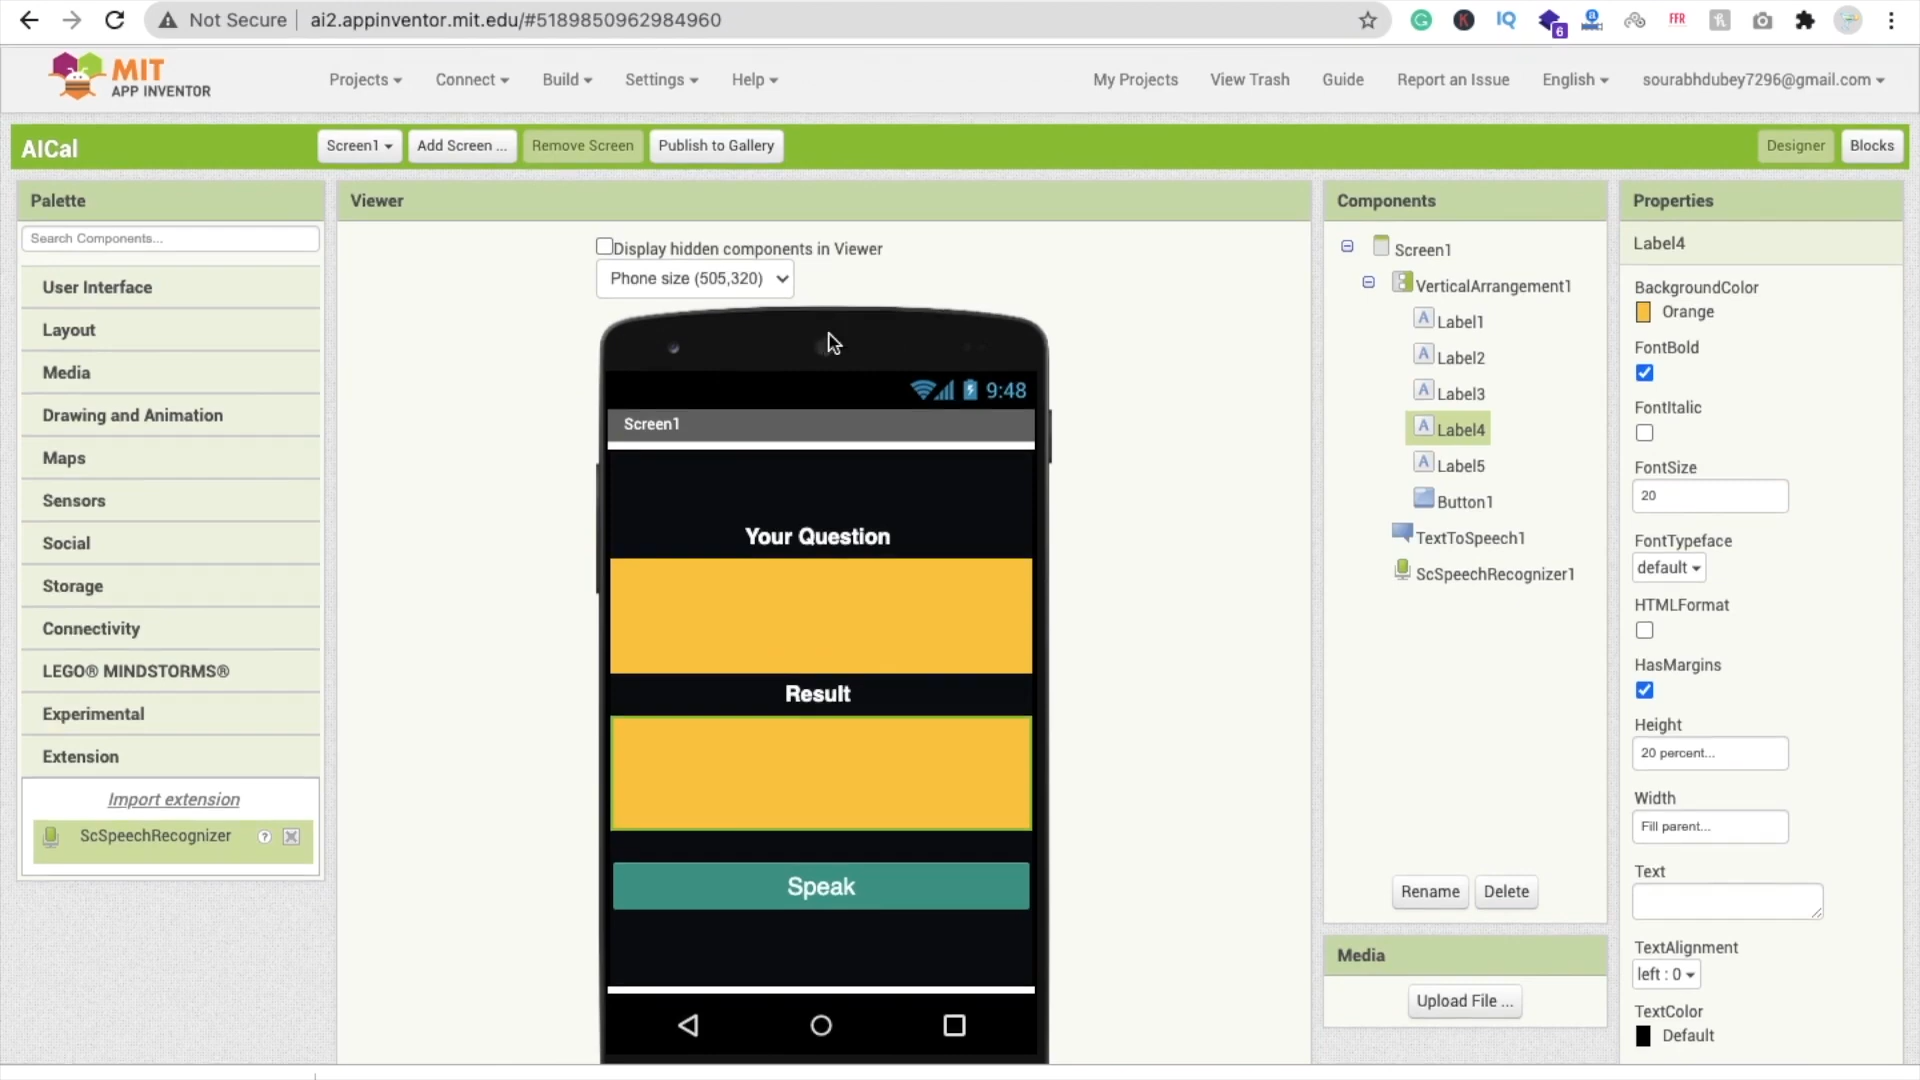 Not Secure
ai2.appinventor.mit.edu/#5189850962984960
IQ
6
a
K
FFR
MIT
APP INVENTOR
Projects
Connect
Build
Settings
Help
My Projects
View Trash
Guide
Report an Issue
English
sourabhdubey7296@gmail.com
AICal
Screen1
Add Screen ...
Remove Screen
Publish to Gallery
Designer
Blocks
Palette
Search Components...
User Interface
Layout
Media
Drawing and Animation
Maps
Sensors
Social
Storage
Connectivity
LEGO® MINDSTORMS®
Experimental
Extension
Import extension
ScSpeechRecognizer
?
Viewer
Display hidden components in Viewer
Phone size (505,320)
9:48
Screen1
Your Question
Result
Speak
Components
Screen1
VerticalArrangement1
A Label1
A Label2
A Label3
A Label4
A Label5
Button1
TextToSpeech1
ScSpeechRecognizer1
Rename
Delete
Media
Upload File ...
Properties
Label4
BackgroundColor
Orange
FontBold
FontItalic
FontSize
20
FontTypeface
default
HTMLFormat
HasMargins
Height
20 percent...
Width
Fill parent...
Text
TextAlignment
left : 0
TextColor
Default